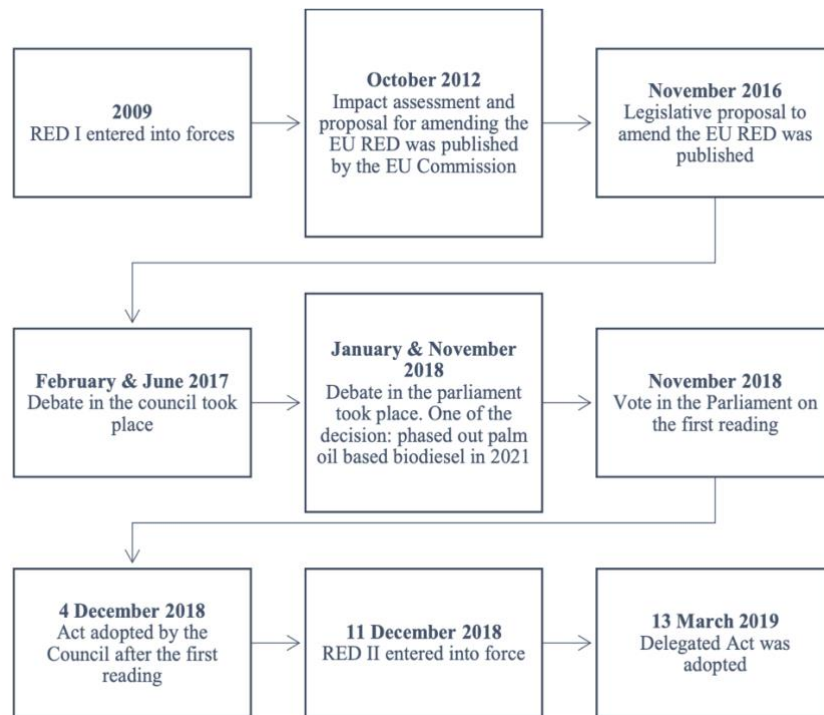 2009
RED I entered into forces
October 2012
Impact assessment and
proposal for amending the
EU RED was published
by the EU Commission
November 2016
Legislative proposal to
amend the EU RED was
published
February & June 2017
Debate in the council took
place
January & November
2018
Debate in the parliament
took place. One of the
decision: phased out palm
oil based biodiesel in 2021
November 2018
Vote in the Parliament on
the first reading
4 December 2018
Act adopted by the
Council after the first
reading
11 December 2018
RED II entered into force
13 March 2019
Delegated Act was
adopted